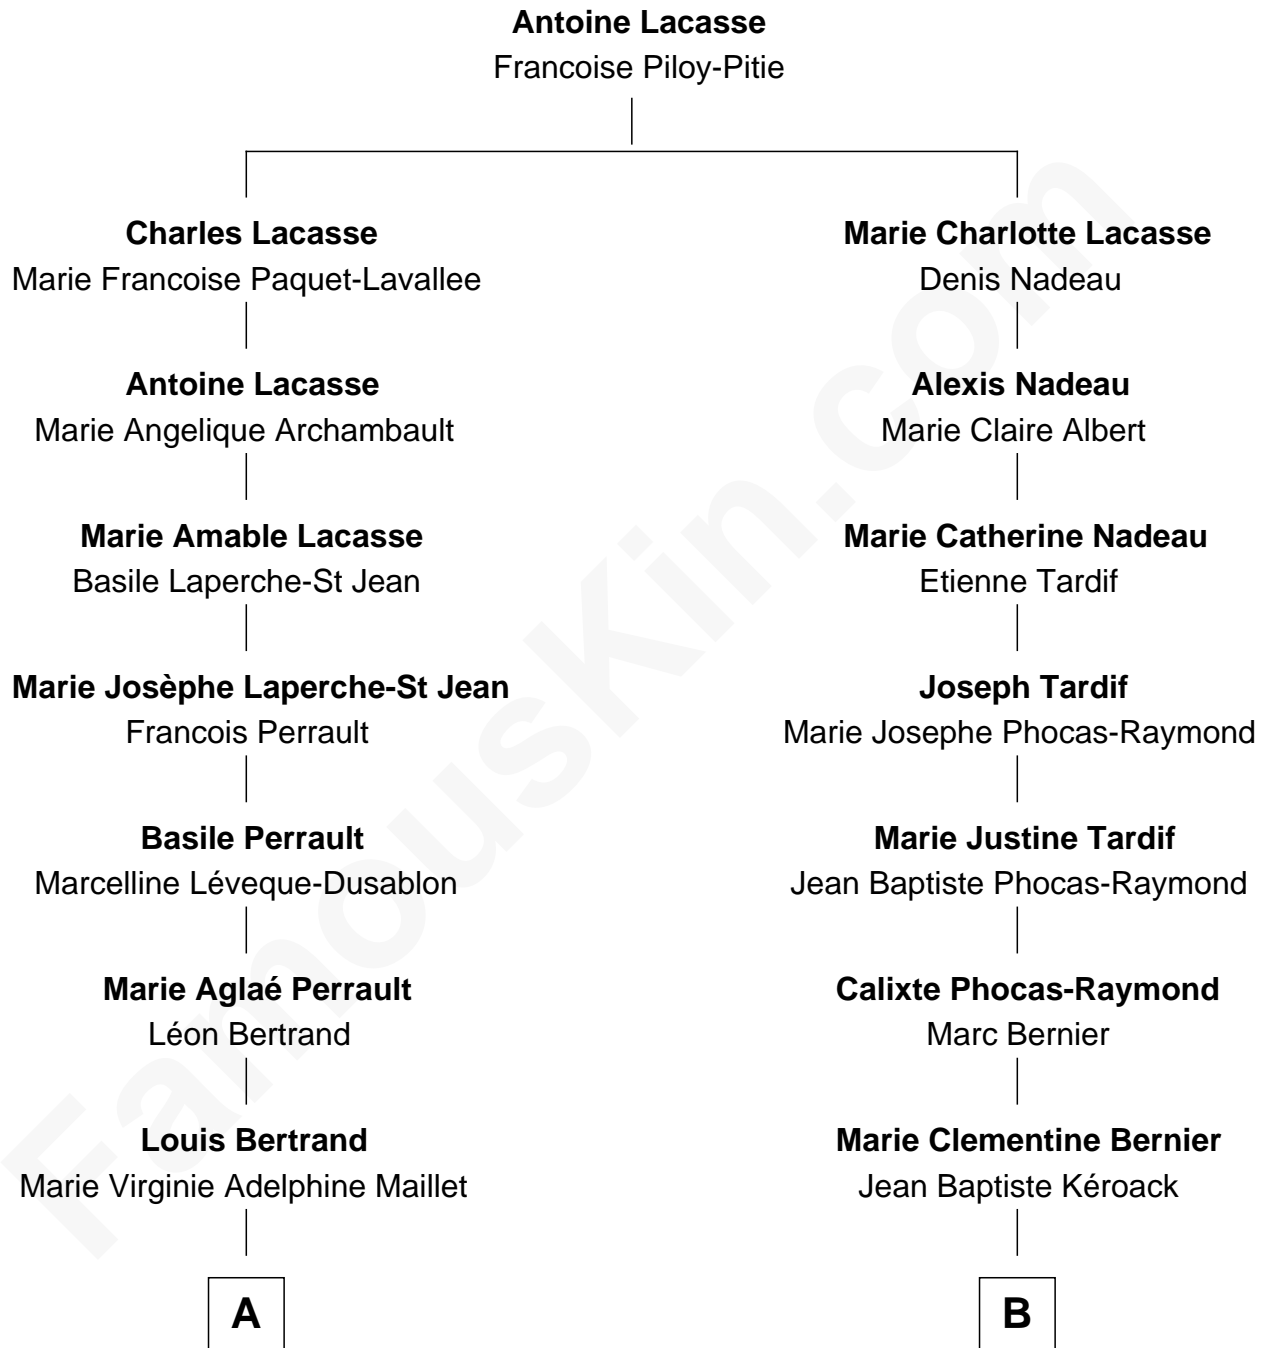 Antoine Lacasse
Francoise Piloy-Pitie
Charles Lacasse
Marie Francoise Paquet-Lavallee
Marie Charlotte Lacasse
Denis Nadeau
Antoine Lacasse
Marie Angelique Archambault
Alexis Nadeau
Marie Claire Albert
Marie Amable Lacasse
Basile Laperche-St Jean
Marie Catherine Nadeau
Etienne Tardif
Marie Josèphe Laperche-St Jean
Francois Perrault
Joseph Tardif
Marie Josephe Phocas-Raymond
Basile Perrault
Marcelline Léveque-Dusablon
Marie Justine Tardif
Jean Baptiste Phocas-Raymond
Marie Aglaé Perrault
Léon Bertrand
Calixte Phocas-Raymond
Marc Bernier
Louis Bertrand
Marie Virginie Adelphine Maillet
Marie Clementine Bernier
Jean Baptiste Kéroack
A
B
FamousKin.com